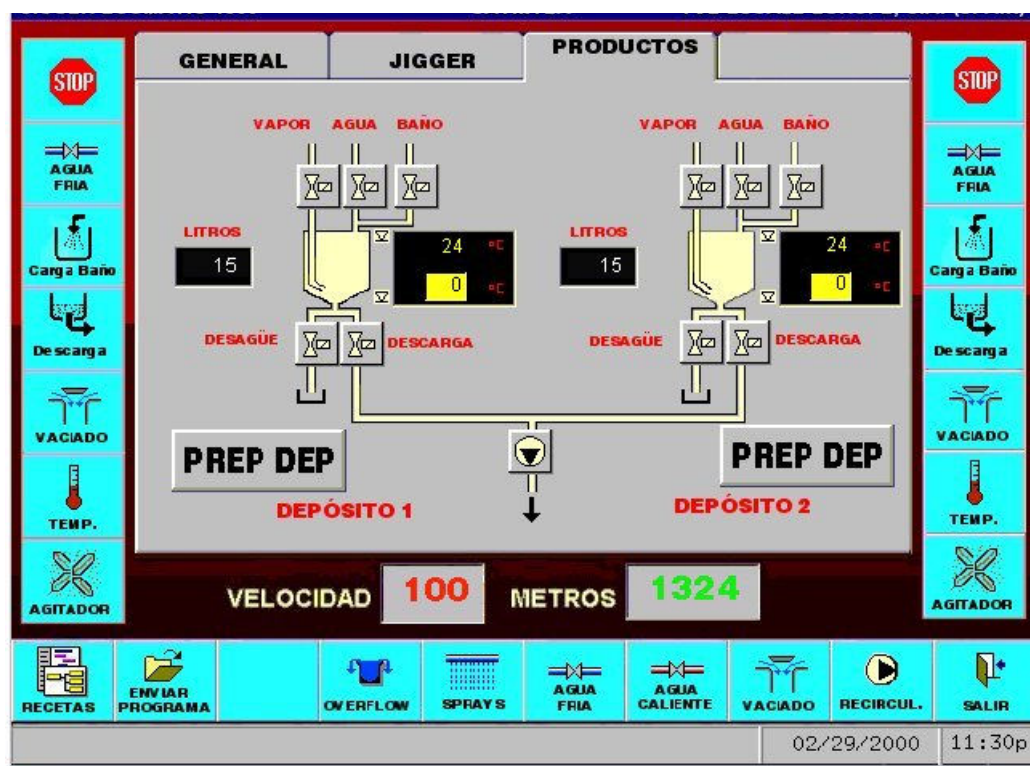 GENERAL JIGGER PRODUCTOS
STOP STOP
VAPOR AGUA BAÑO VAPOR AGUA BAÑO
AGUA FRIA AGUA FRIA
LITROS LITROS
15 24 °C 15 24 °C
0 °C 0 °C
Carga Baño Carga Baño
DESAGÜE DESCARGA DESAGÜE DESCARGA
Descarga Descarga
VACIADO VACIADO
PREP DEP PREP DEP
DEPÓSITO 1 DEPÓSITO 2
TEMP. TEMP.
AGITADOR AGITADOR
VELOCIDAD 100 METROS 1324
RECETAS
ENVIAR
PROGRAMA
OVERFLOW
SPRAYS
AGUA
FRIA
AGUA
CALIENTE
VACIADO
RECIRCUL.
SALIR
02/29/2000 11:30p